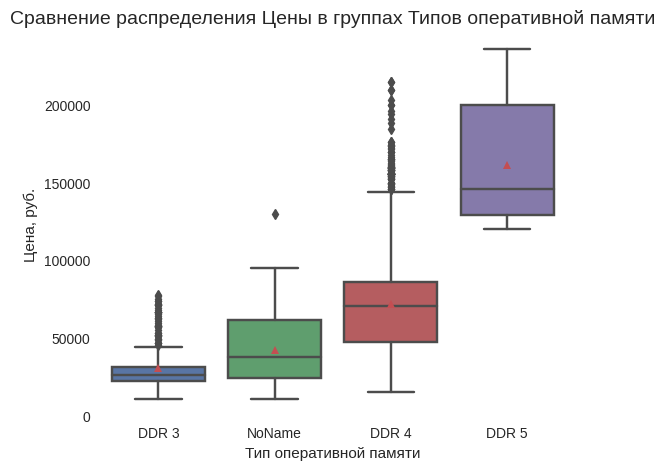 Сравнение распределения Цены в группах Типов оперативной памяти
Цена, руб.
200000
150000
100000
50000
0
DDR 3 NoName DDR 4 DDR 5
Тип оперативной памяти